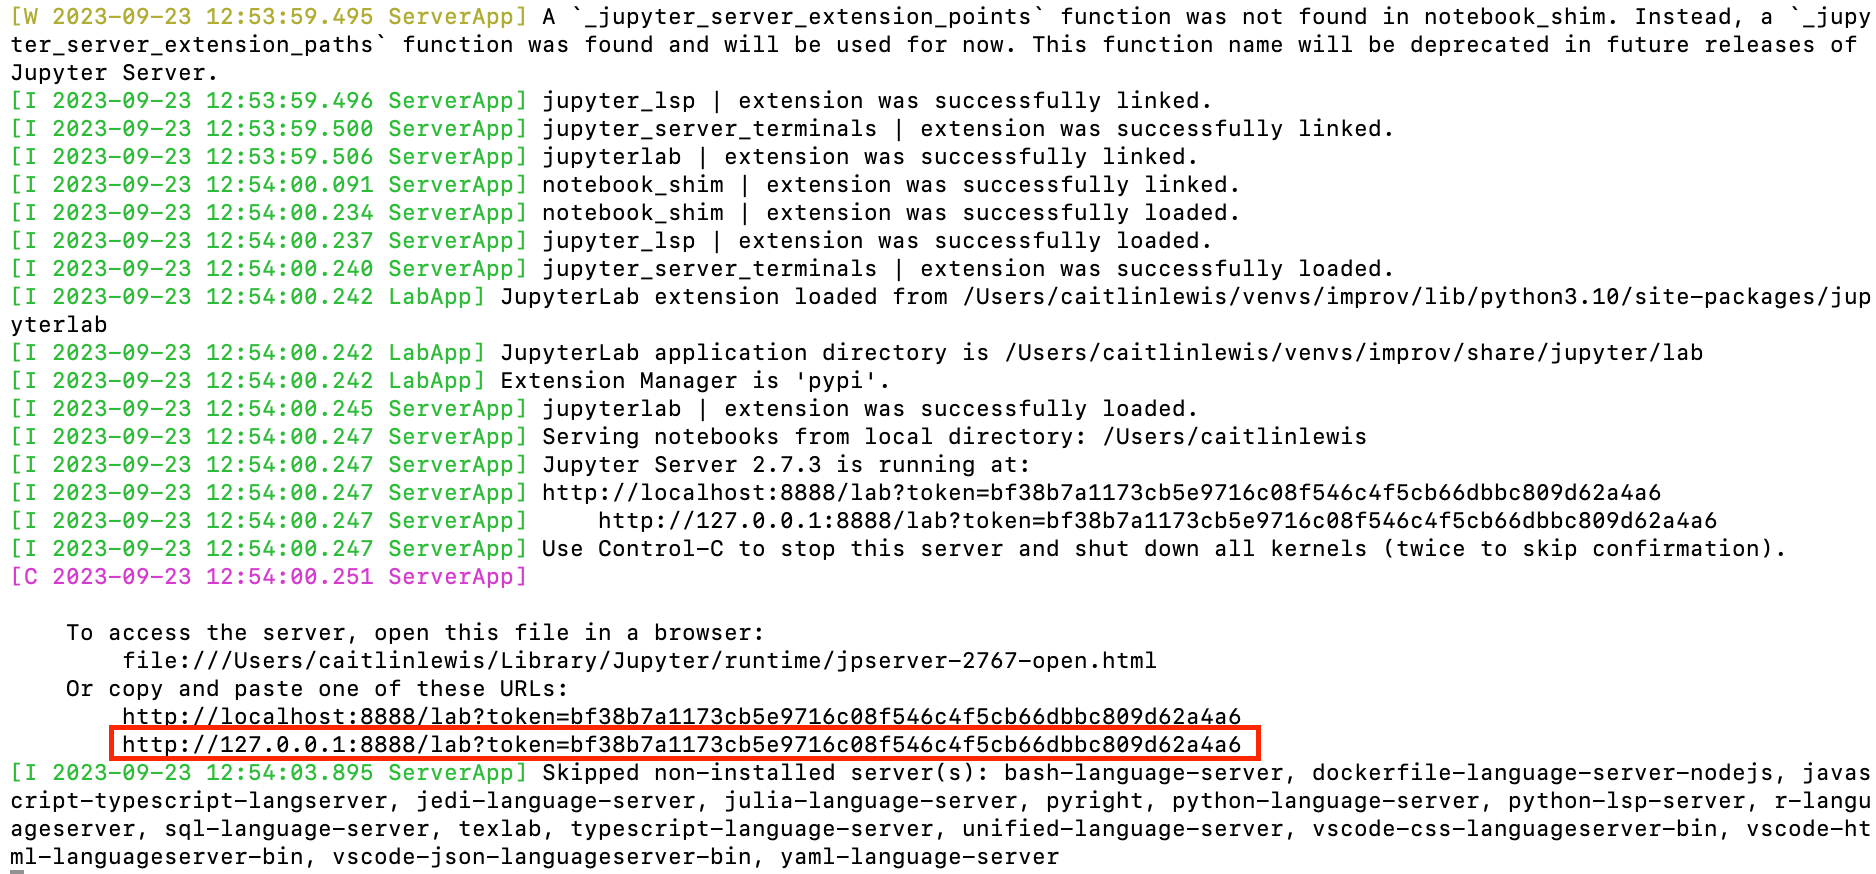 [W 2023-09-23 12:53:59.495 ServerApp] A `_jupyter_server_extension_points` function was not found in notebook_shim. Instead, a `_jupy
ter_server_extension_paths` function was found and will be used for now. This function name will be deprecated in future releases of
Jupyter Server.
[I 2023-09-23 12:53:59.496 ServerApp] jupyter_lsp | extension was successfully linked.
[I 2023-09-23 12:53:59.500 ServerApp] jupyter_server_terminals | extension was successfully linked.
[I 2023-09-23 12:53:59.506 ServerApp] jupyterlab | extension was successfully linked.
[I 2023-09-23 12:54:00.091 ServerApp] notebook_shim | extension was successfully linked.
[I 2023-09-23 12:54:00.234 ServerApp] notebook_shim | extension was successfully loaded.
[I 2023-09-23 12:54:00.237 ServerApp] jupyter_lsp | extension was successfully loaded.
[I 2023-09-23 12:54:00.240 ServerApp] jupyter_server_terminals | extension was successfully loaded.
[I 2023-09-23 12:54:00.242 LabApp] JupyterLab extension loaded from /Users/caitlinlewis/venvs/improv/lib/python3.10/site-packages/jup
yterlab
[I 2023-09-23 12:54:00.242 LabApp] JupyterLab application directory is /Users/caitlinlewis/venvs/improv/share/jupyter/lab
[I 2023-09-23 12:54:00.242 LabApp] Extension Manager is 'pypi'.
[I 2023-09-23 12:54:00.245 ServerApp] jupyterlab | extension was successfully loaded.
[I 2023-09-23 12:54:00.247 ServerApp] Serving notebooks from local directory: /Users/caitlinlewis
[I 2023-09-23 12:54:00.247 ServerApp] Jupyter Server 2.7.3 is running at:
[I 2023-09-23 12:54:00.247 ServerApp] http://localhost:8888/lab?token=bf38b7a1173cb5e9716c08f546c4f5cb66dbbc809d62a4a6
[I 2023-09-23 12:54:00.247 ServerApp]     http://127.0.0.1:8888/lab?token=bf38b7a1173cb5e9716c08f546c4f5cb66dbbc809d62a4a6
[I 2023-09-23 12:54:00.247 ServerApp] Use Control-C to stop this server and shut down all kernels (twice to skip confirmation).
[C 2023-09-23 12:54:00.251 ServerApp]
To access the server, open this file in a browser:
file:///Users/caitlinlewis/Library/Jupyter/runtime/jpserver-2767-open.html
Or copy and paste one of these URLs:
http://localhost:8888/lab?token=bf38b7a1173cb5e9716c08f546c4f5cb66dbbc809d62a4a6
http://127.0.0.1:8888/lab?token=bf38b7a1173cb5e9716c08f546c4f5cb66dbbc809d62a4a6
[I 2023-09-23 12:54:03.895 ServerApp] Skipped non-installed server(s): bash-language-server, dockerfile-language-server-nodejs, javas
cript-typescript-langserver, jedi-language-server, julia-language-server, pyright, python-language-server, python-lsp-server, r-langu
ageserver, sql-language-server, texlab, typescript-language-server, unified-language-server, vscode-css-languageserver-bin, vscode-ht
ml-languageserver-bin, vscode-json-languageserver-bin, yaml-language-server